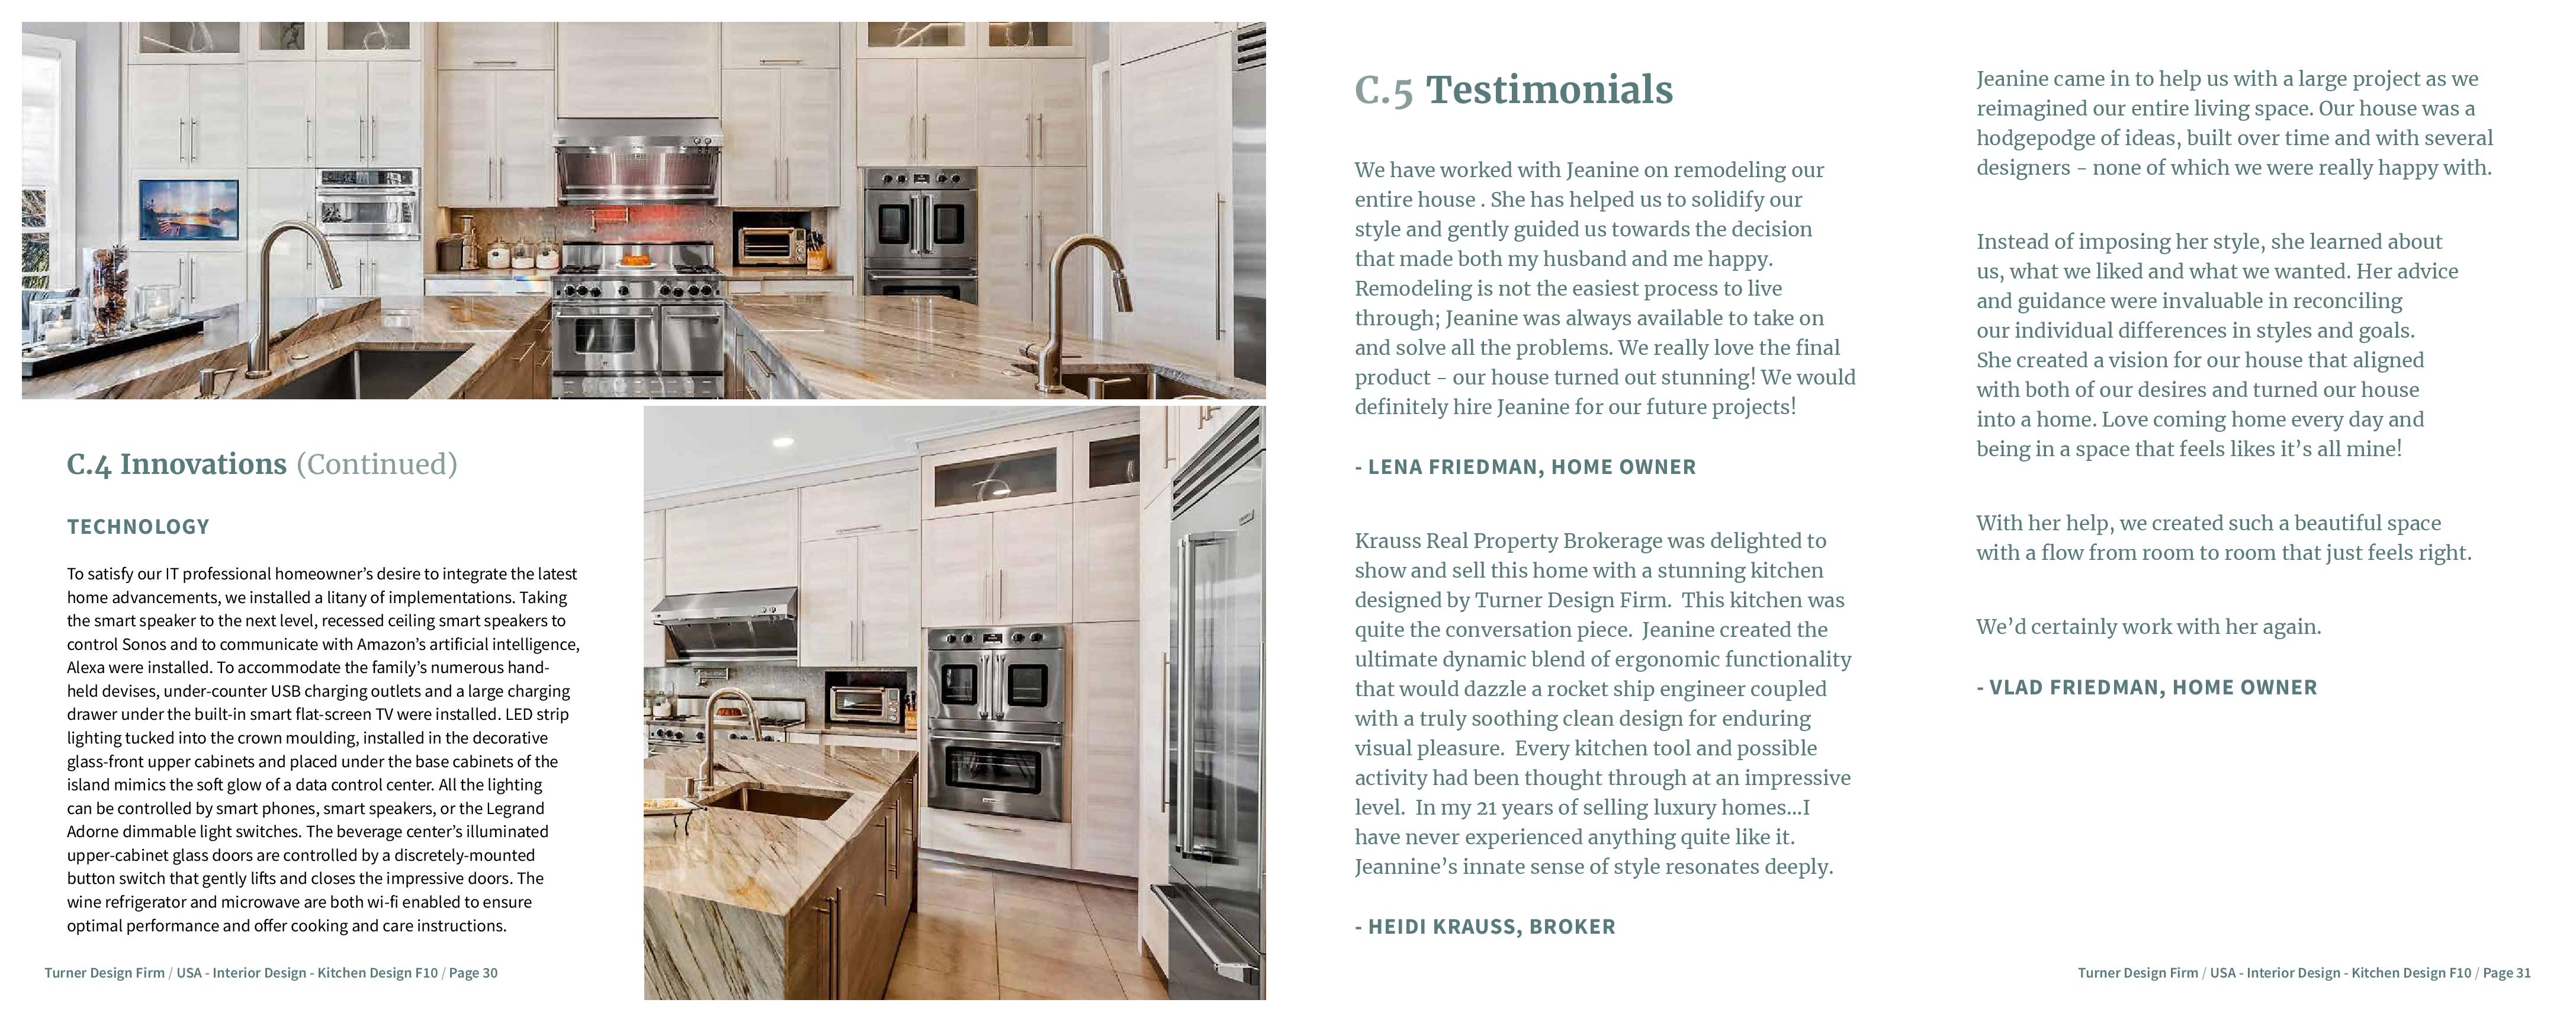 C.4 Innovations (Continued)
TECHNOLOGY
To satisfy our IT professional homeowner’s desire to integrate the latest
home advancements, we installed a litany of implementations. Taking
the smart speaker to the next level, recessed ceiling smart speakers to
control Sonos and to communicate with Amazon’s artificial intelligence,
Alexa were installed. To accommodate the family’s numerous hand-
held devises, under-counter USB charging outlets and a large charging
drawer under the built-in smart flat-screen TV were installed. LED strip
lighting tucked into the crown moulding, installed in the decorative
glass-front upper cabinets and placed under the base cabinets of the
island mimics the soft glow of a data control center. All the lighting
can be controlled by smart phones, smart speakers, or the Legrand
Adorne dimmable light switches. The beverage center’s illuminated
upper-cabinet glass doors are controlled by a discretely-mounted
button switch that gently lifts and closes the impressive doors. The
wine refrigerator and microwave are both wi-fi enabled to ensure
optimal performance and offer cooking and care instructions.
Turner Design Firm / USA - Interior Design - Kitchen Design F10 / Page 30
C.5 Testimonials
We have worked with Jeanine on remodeling our
entire house . She has helped us to solidify our
style and gently guided us towards the decision
that made both my husband and me happy.
Remodeling is not the easiest process to live
through; Jeanine was always available to take on
and solve all the problems. We really love the final
product - our house turned out stunning! We would
definitely hire Jeanine for our future projects!
- LENA FRIEDMAN, HOME OWNER
Krauss Real Property Brokerage was delighted to
show and sell this home with a stunning kitchen
designed by Turner Design Firm.  This kitchen was
quite the conversation piece.  Jeanine created the
ultimate dynamic blend of ergonomic functionality
that would dazzle a rocket ship engineer coupled
with a truly soothing clean design for enduring
visual pleasure.  Every kitchen tool and possible
activity had been thought through at an impressive
level.  In my 21 years of selling luxury homes...I
have never experienced anything quite like it.
Jeannine’s innate sense of style resonates deeply.
- HEIDI KRAUSS, BROKER
Jeanine came in to help us with a large project as we
reimagined our entire living space. Our house was a
hodgepodge of ideas, built over time and with several
designers - none of which we were really happy with.
Instead of imposing her style, she learned about
us, what we liked and what we wanted. Her advice
and guidance were invaluable in reconciling
our individual differences in styles and goals.
She created a vision for our house that aligned
with both of our desires and turned our house
into a home. Love coming home every day and
being in a space that feels likes it’s all mine!
With her help, we created such a beautiful space
with a flow from room to room that just feels right.
We’d certainly work with her again.
- VLAD FRIEDMAN, HOME OWNER
Turner Design Firm / USA - Interior Design - Kitchen Design F10 / Page 31